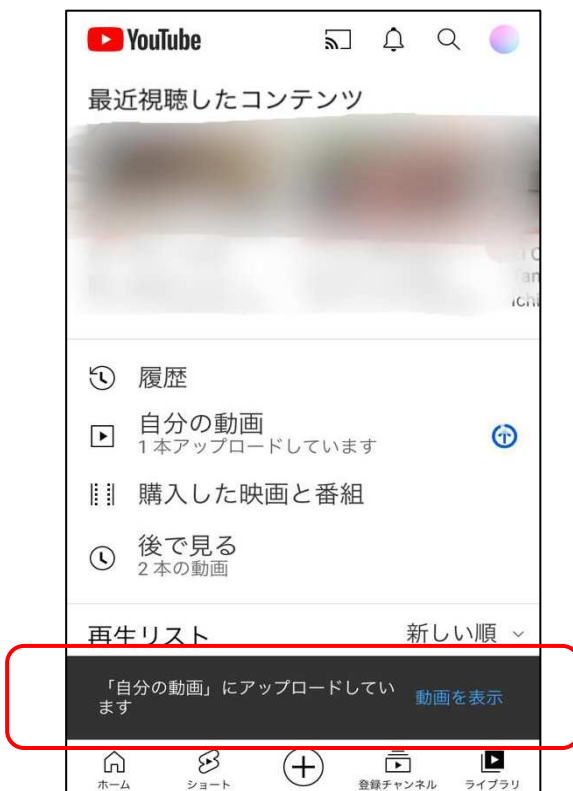 YouTube
最近視聴したコンテンツ
履歴
自分の動画
1 本アップロードしています
購入した映画と番組
後で見る
2 本の動画
再生リスト 新しい順
「自分の動画」にアップロードしてい
ます
動画を表示
ホーム ショート 登録チャンネル ライブラリ